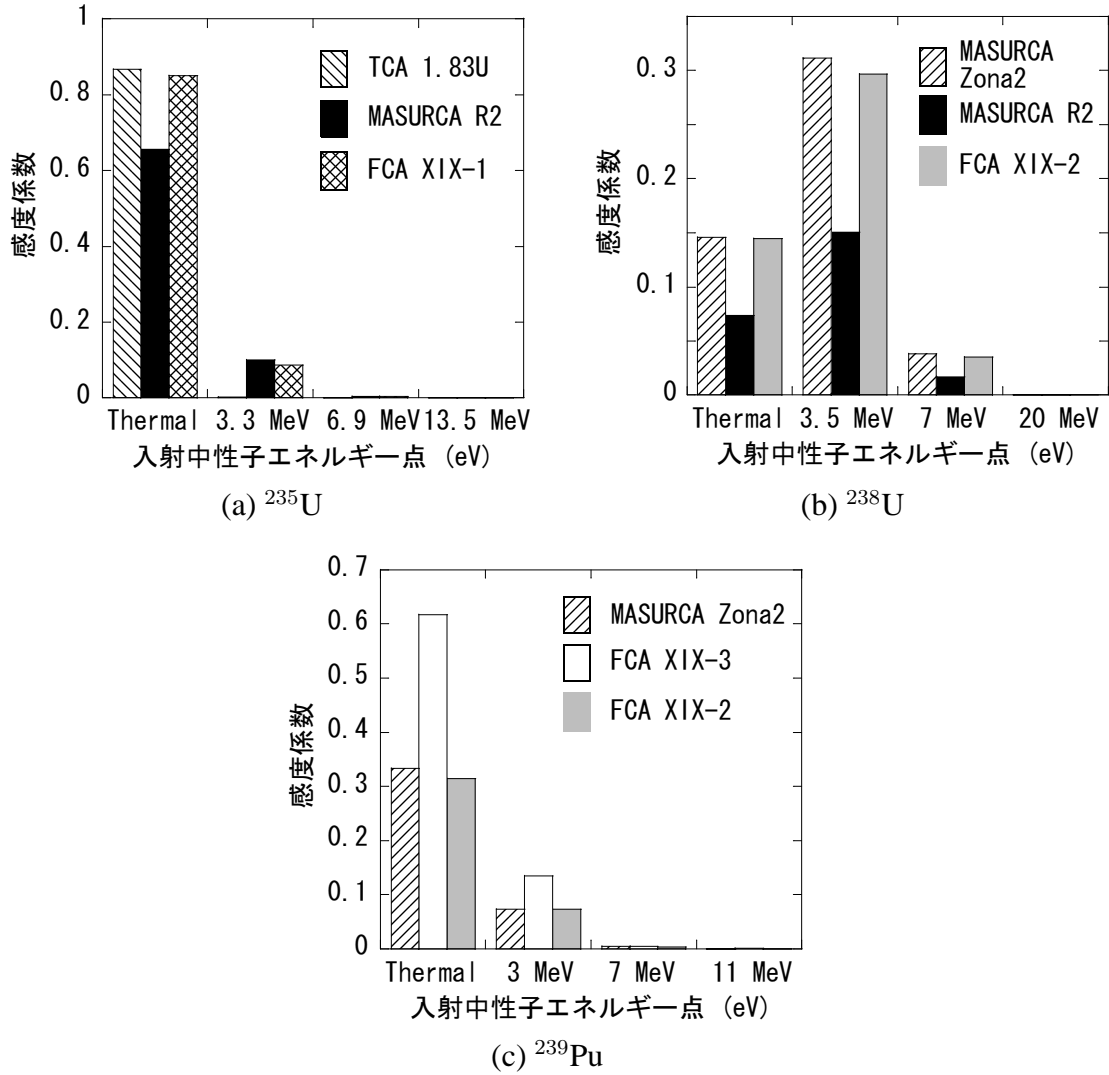 1
0.8
0.6
0.4
0.2
0
感度係数
TCA 1.83U
MASURCA R2
FCA XIX-1
Thermal 3.3 MeV 6.9 MeV 13.5 MeV
入射中性子エネルギー点 (eV)
(a) ²³⁵U
0.3
0.2
0.1
0
感度係数
MASURCA
Zona2
MASURCA R2
FCA XIX-2
Thermal 3.5 MeV 7 MeV 20 MeV
入射中性子エネルギー点 (eV)
(b) ²³⁸U
0.7
0.6
0.5
0.4
0.3
0.2
0.1
0
感度係数
MASURCA Zona2
FCA XIX-3
FCA XIX-2
Thermal 3 MeV 7 MeV 11 MeV
入射中性子エネルギー点 (eV)
(c) ²³⁹Pu